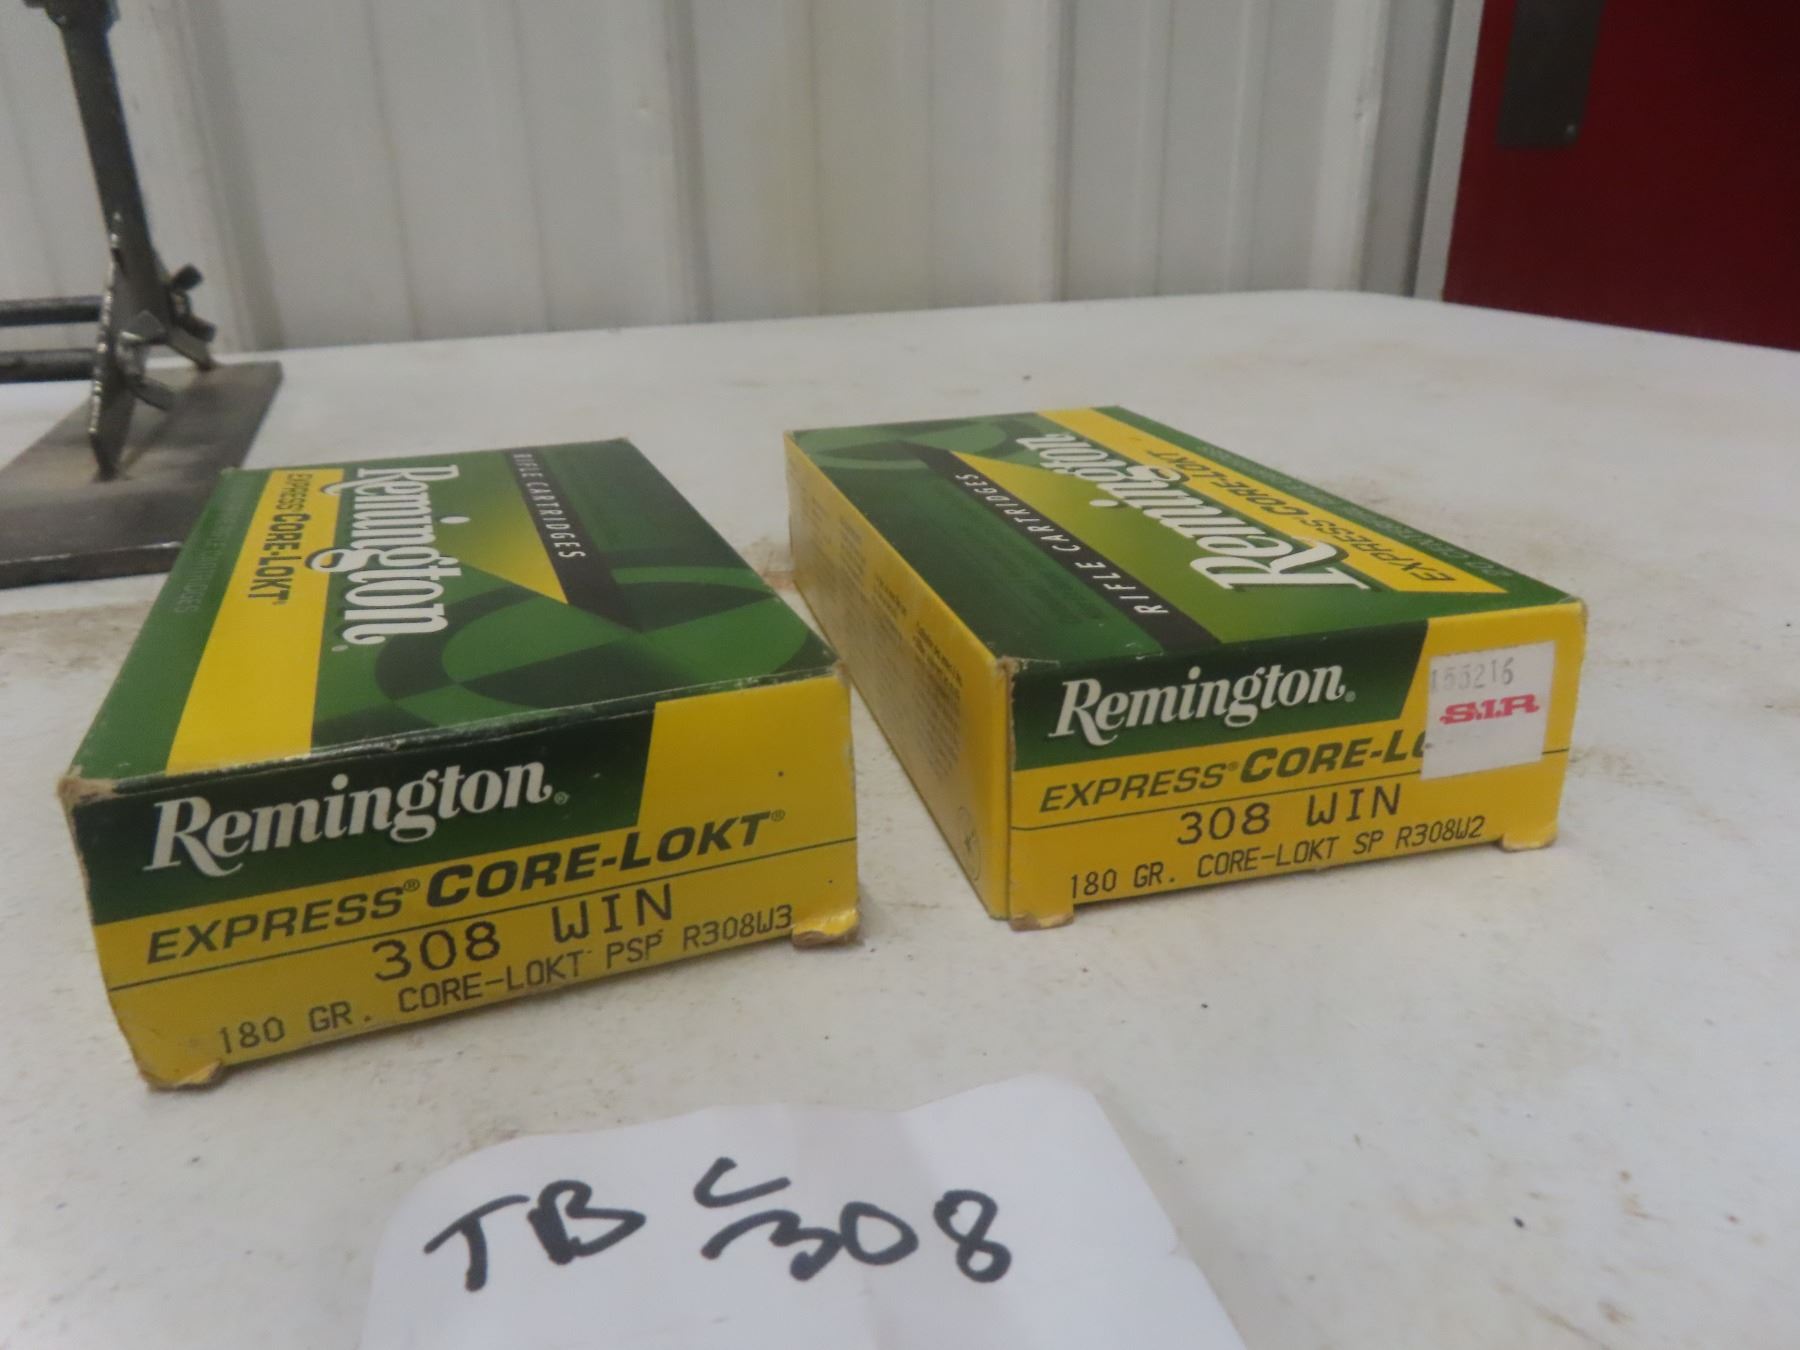 RIFLE CARTRIDGES
Remington
EXPRESS CORE-LOKT
Remington®
EXPRESS® CORE-LOKT®
308 WIN
180 GR. CORE-LOKT PSP R308W3
RIFLE CARTRIDGES
Remington
EXPRESS CORE-LOKT
Remington®
155216
S.I.R
EXPRESS® CORE-LO
308 WIN
180 GR. CORE-LOKT SP R308W2
TBC
308